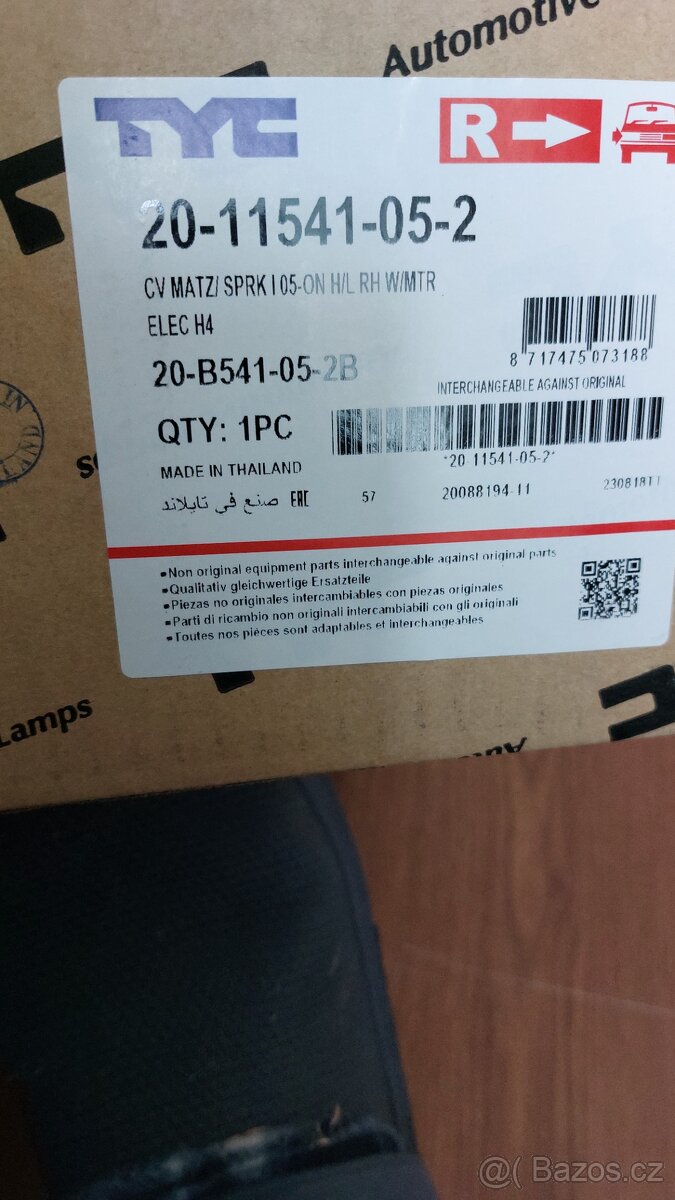 Automotive
TYC
R
20-11541-05-2
CV MATZ/ SPRK I 05-ON H/L RH W/MTR
ELEC H4
8 717475 073188
20-B541-05-2B
INTERCHANGEABLE AGAINST ORIGINAL
QTY: 1PC
*20-11541-05-2*
MADE IN THAILAND
صنع في تايلاند EAC 57 20088194-11 230818T1
•Non original equipment parts interchangeable against original parts
•Qualitativ gleichwertige Ersatzteile
•Piezas no originales intercambiables con piezas originales
•Parti di ricambio non originali intercambiabili con gli originali
•Toutes nos pièces sont adaptables et interchangeables
Lamps
@( Bazos.cz